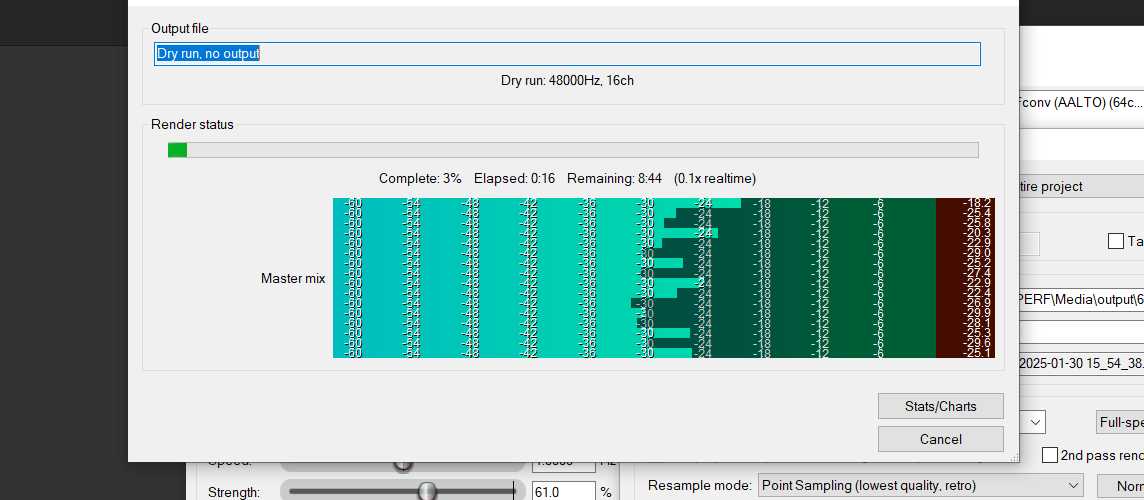 Output file
Dry run, no output
Dry run: 48000Hz, 16ch
Fconv (AALTO) (64c...
Render status
Complete: 3% Elapsed: 0:16 Remaining: 8:44 (0.1x realtime)
tire project
-60 -54 -48 -42 -36 -30 -24 -18 -12 -6 -18.2
-60 -54 -48 -42 -36 -30 -24 -18 -12 -6 -25.4
-60 -54 -48 -42 -36 -30 -24 -18 -12 -6 -25.8
-60 -54 -48 -42 -36 -30 -24 -18 -12 -6 -20.3
-60 -54 -48 -42 -36 -30 -24 -18 -12 -6 -22.9
Ta
-60 -54 -48 -42 -36 -30 -24 -18 -12 -6 -29.0
-60 -54 -48 -42 -36 -30 -24 -18 -12 -6 -25.2
-60 -54 -48 -42 -36 -30 -24 -18 -12 -6 -27.4
Master mix
-60 -54 -48 -42 -36 -30 -24 -18 -12 -6 -22.9
-60 -54 -48 -42 -36 -30 -24 -18 -12 -6 -22.4
-60 -54 -48 -42 -36 -30 -24 -18 -12 -6 -26.9
PERF\Media\output\6
-60 -54 -48 -42 -36 -30 -24 -18 -12 -6 -29.9
-60 -54 -48 -42 -36 -30 -24 -18 -12 -6 -28.1
-60 -54 -48 -42 -36 -30 -24 -18 -12 -6 -25.3
-60 -54 -48 -42 -36 -30 -24 -18 -12 -6 -29.6
-60 -54 -48 -42 -36 -30 -24 -18 -12 -6 -25.1
2025-01-30 15_54_38.
Stats/Charts
Full-spe
Cancel
2nd pass rend
Speed: Hz
Resample mode: Point Sampling (lowest quality, retro)
Norm
Strength: 61.0 %